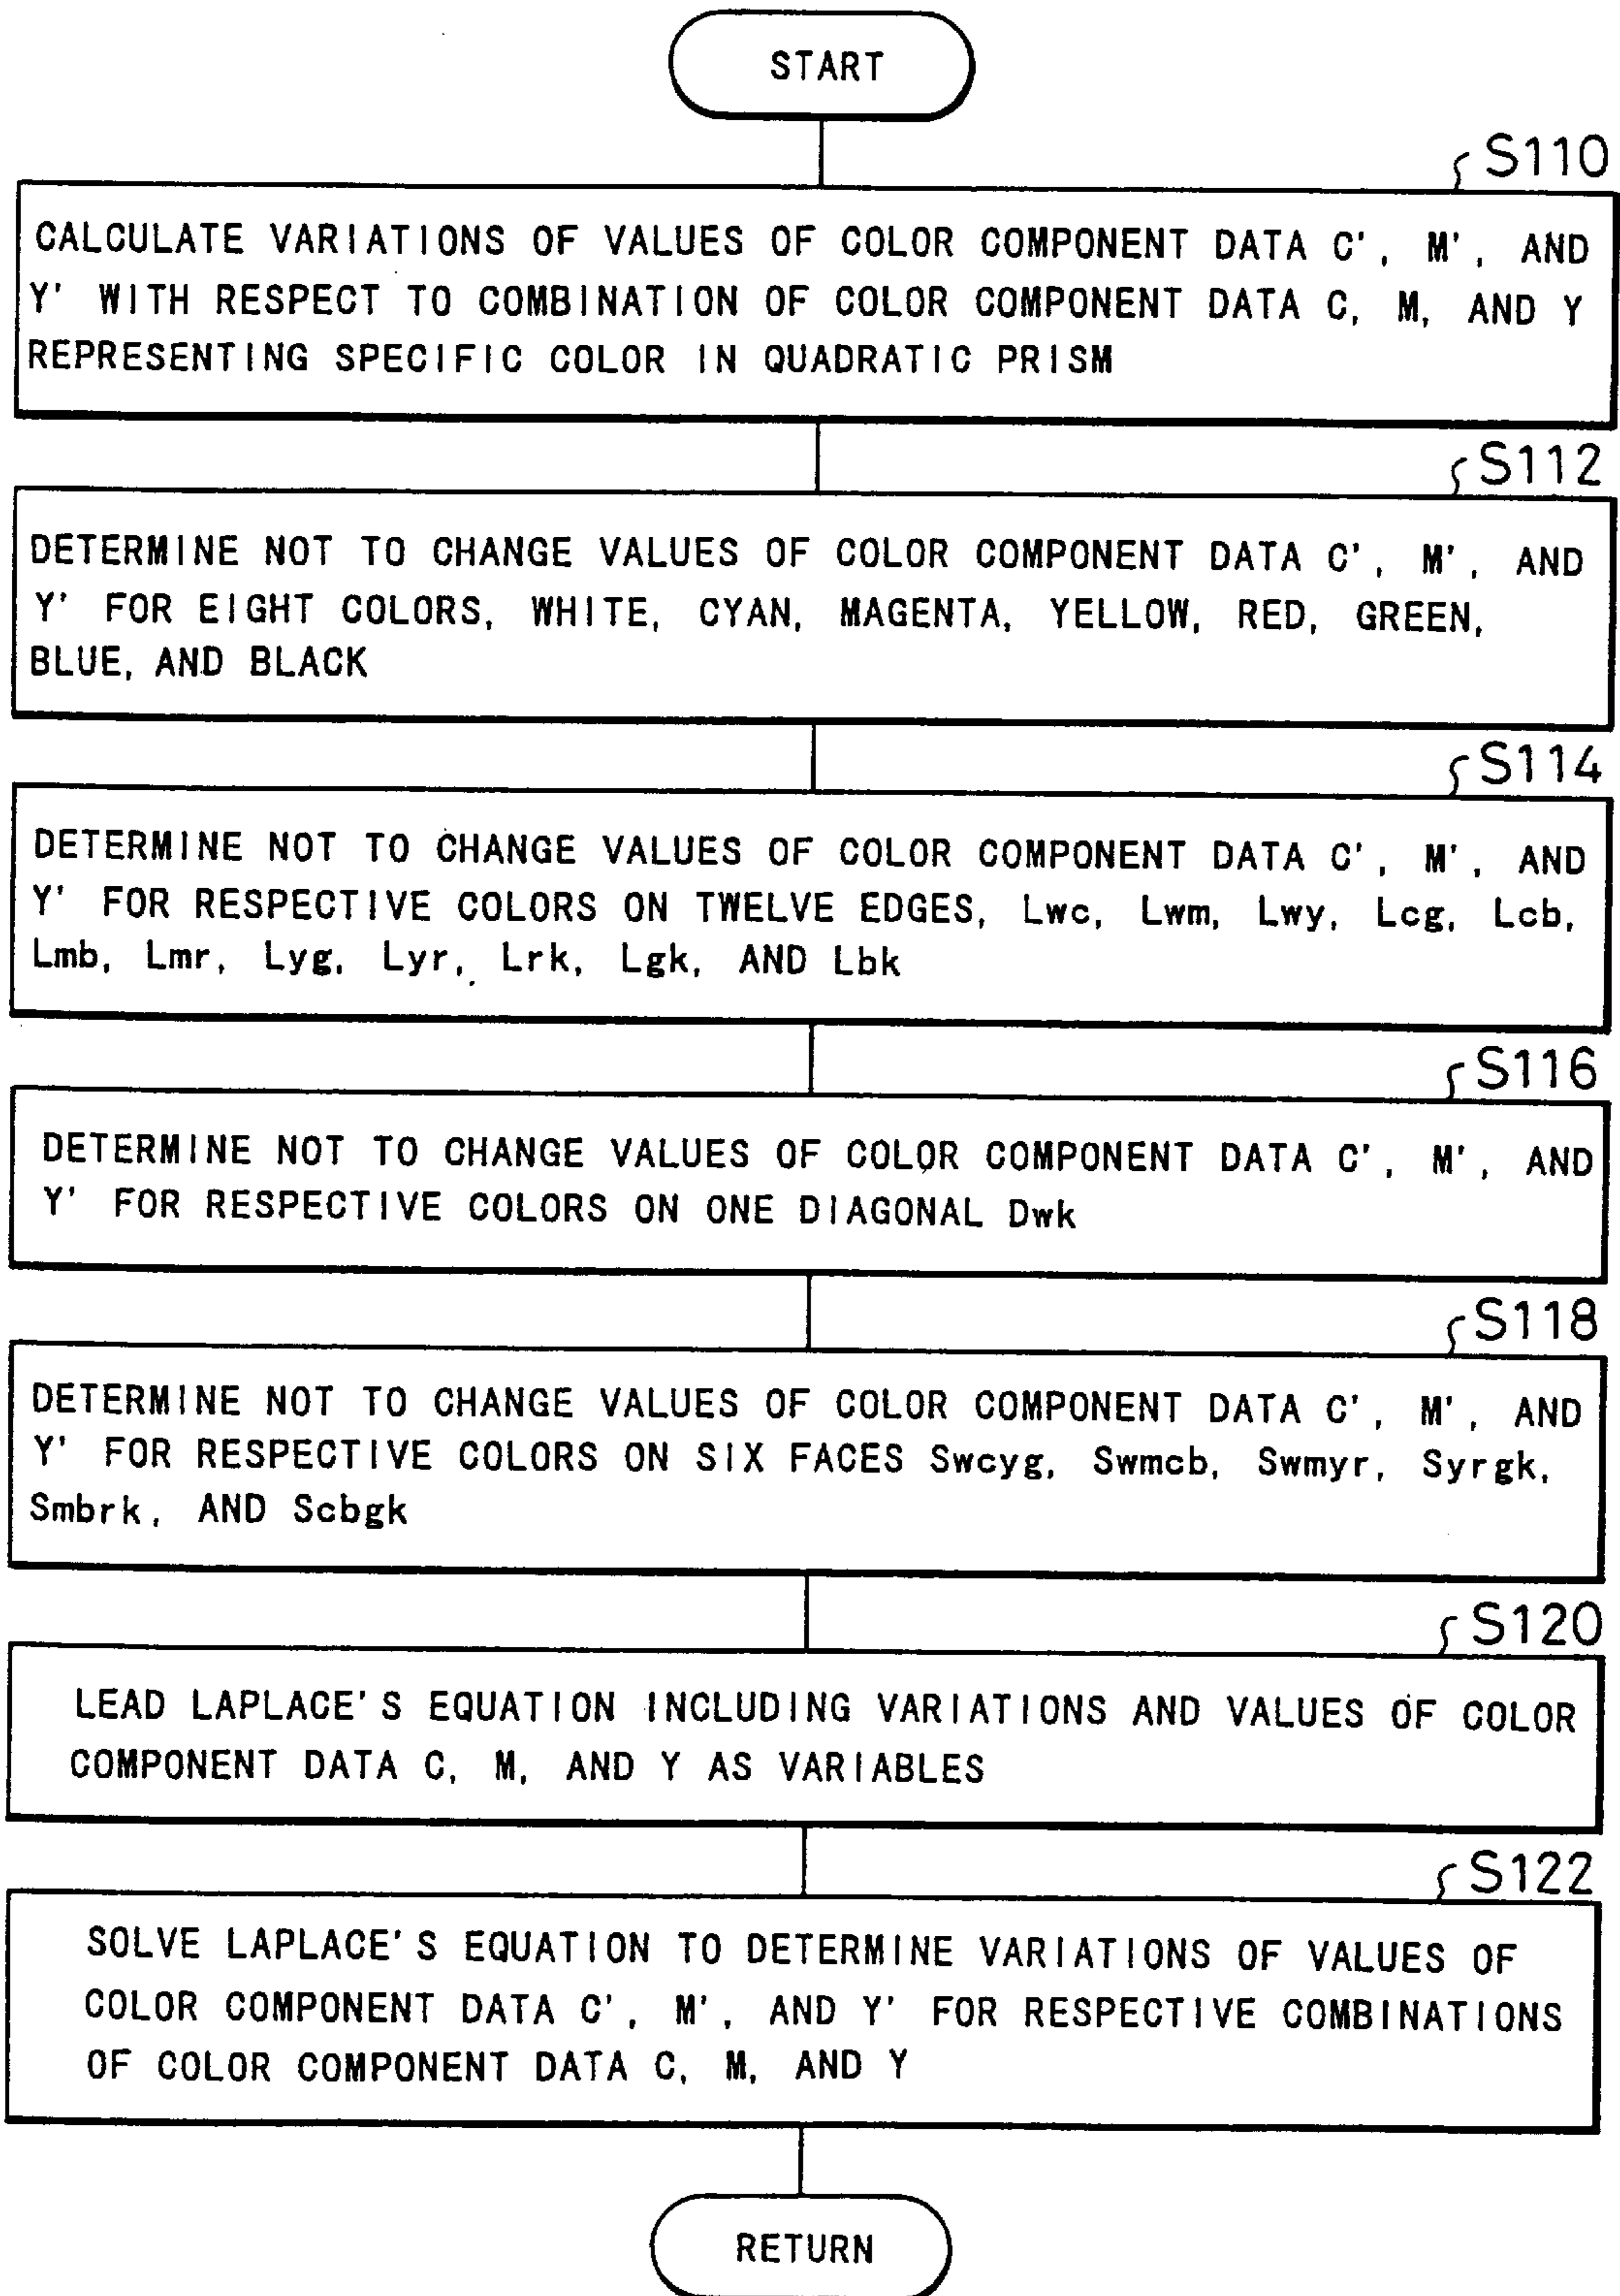 START
S110
CALCULATE VARIATIONS OF VALUES OF COLOR COMPONENT DATA C', M', AND
Y' WITH RESPECT TO COMBINATION OF COLOR COMPONENT DATA C, M, AND Y
REPRESENTING SPECIFIC COLOR IN QUADRATIC PRISM
S112
DETERMINE NOT TO CHANGE VALUES OF COLOR COMPONENT DATA C', M', AND
Y' FOR EIGHT COLORS, WHITE, CYAN, MAGENTA, YELLOW, RED, GREEN,
BLUE, AND BLACK
S114
DETERMINE NOT TO CHANGE VALUES OF COLOR COMPONENT DATA C', M', AND
Y' FOR RESPECTIVE COLORS ON TWELVE EDGES, Lwc, Lwm, Lwy, Lcg, Lcb,
Lmb, Lmr, Lyg, Lyr, Lrk, Lgk, AND Lbk
S116
DETERMINE NOT TO CHANGE VALUES OF COLOR COMPONENT DATA C', M', AND
Y' FOR RESPECTIVE COLORS ON ONE DIAGONAL Dwk
S118
DETERMINE NOT TO CHANGE VALUES OF COLOR COMPONENT DATA C', M', AND
Y' FOR RESPECTIVE COLORS ON SIX FACES Swcyg, Swmcb, Swmyr, Syrgk,
Smbrk, AND Scbgk
S120
LEAD LAPLACE'S EQUATION INCLUDING VARIATIONS AND VALUES OF COLOR
COMPONENT DATA C, M, AND Y AS VARIABLES
S122
SOLVE LAPLACE'S EQUATION TO DETERMINE VARIATIONS OF VALUES OF
COLOR COMPONENT DATA C', M', AND Y' FOR RESPECTIVE COMBINATIONS
OF COLOR COMPONENT DATA C, M, AND Y
RETURN